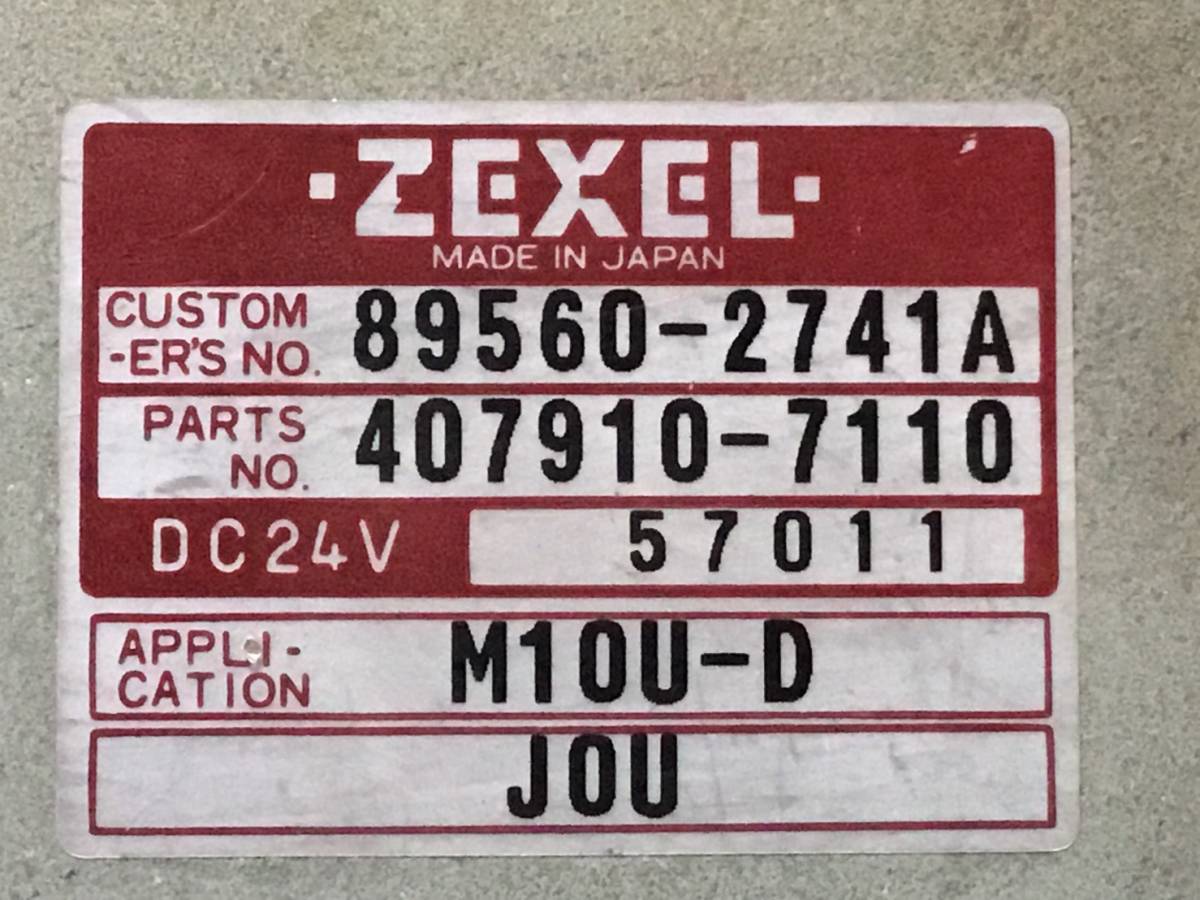 ·ZEXEL·
MADE IN JAPAN
CUSTOM
-ER'S NO. 89560-2741A
PARTS
NO. 407910-7110
DC24V 57011
APPLI-
CATION M10U-D
J0U